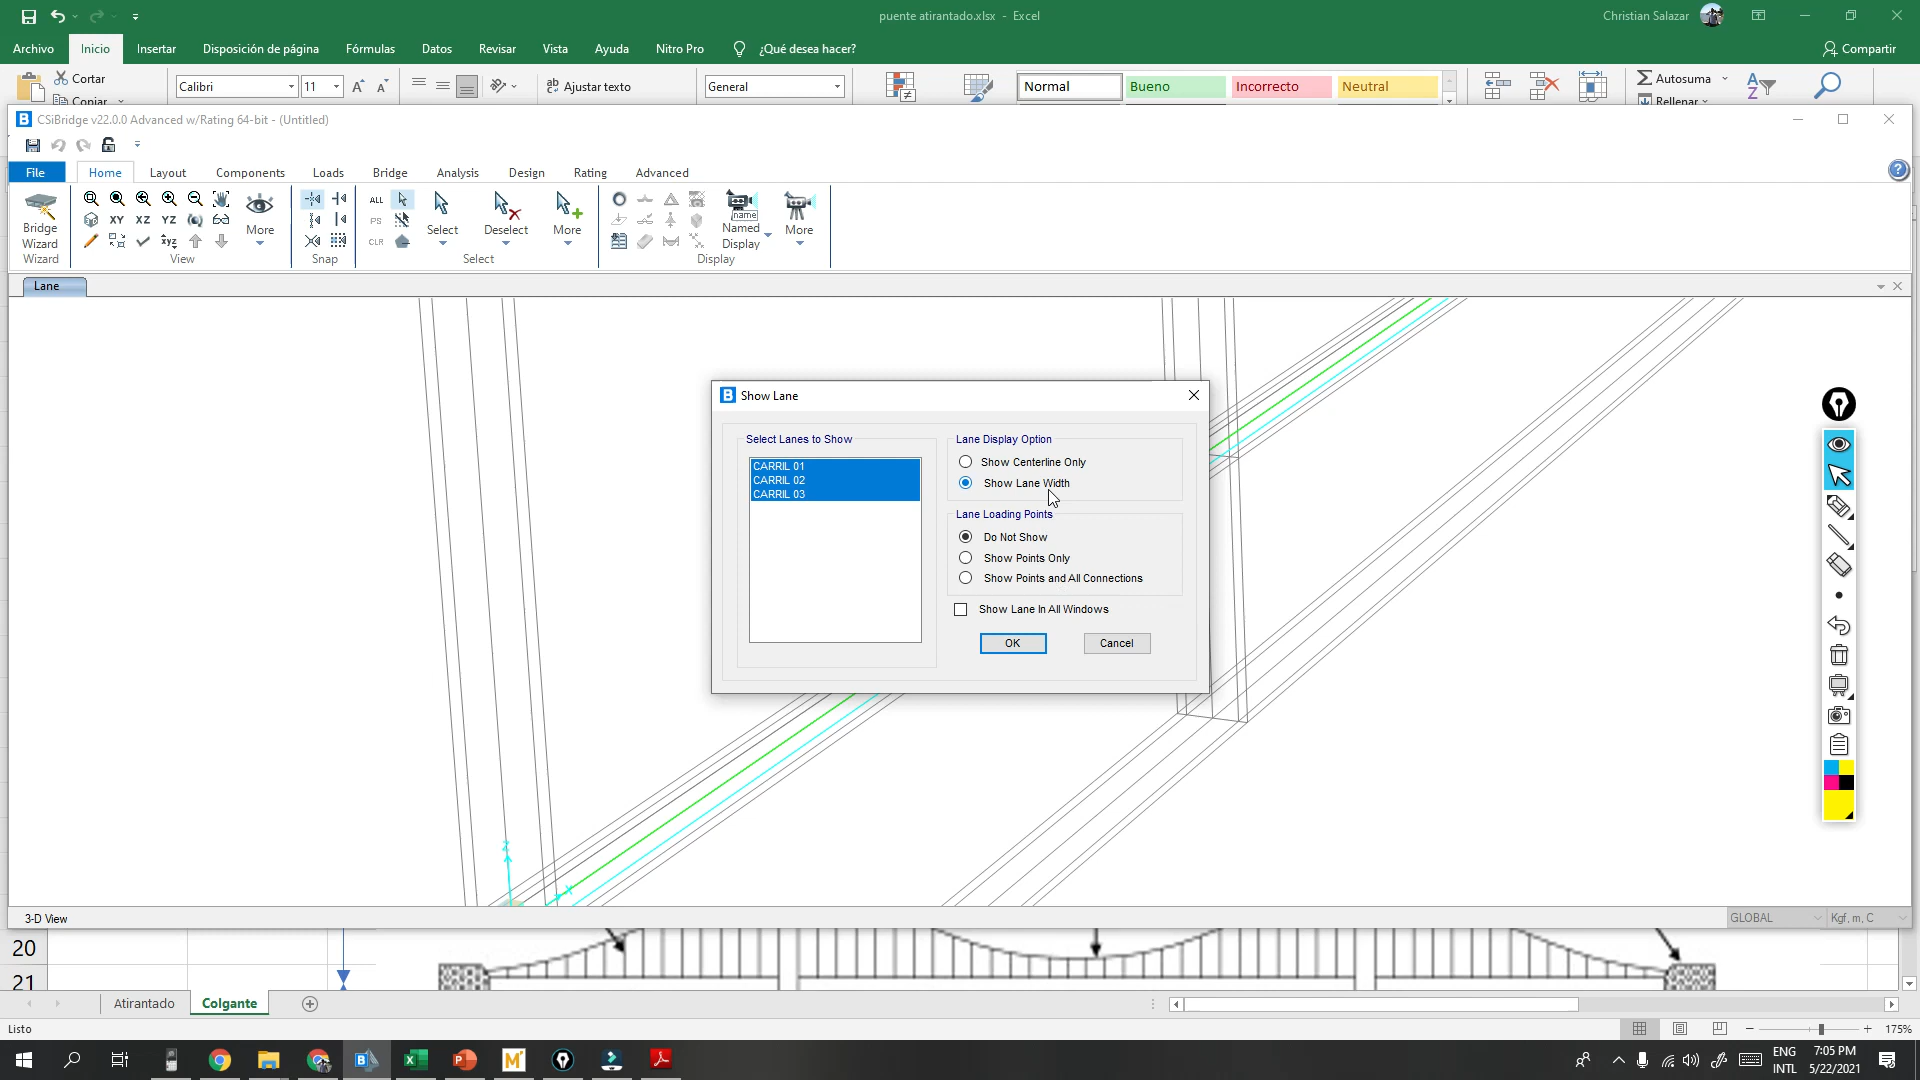 puente atirantado.xlsx - Excel
Christian Salazar
Archivo Inicio Insertar Disposición de página Fórmulas Datos Revisar Vista Ayuda Nitro Pro ¿Qué desea hacer? Compartir
Cortar
Copiar
Calibri 11
Ajustar texto
General
Normal Bueno Incorrecto Neutral
Autosuma
Rellenar
CSiBridge v22.0.0 Advanced w/Rating 64-bit - (Untitled)
File Home Layout Components Loads Bridge Analysis Design Rating Advanced
Bridge
Wizard
Wizard
XY XZ YZ
xyz
More
View
Snap
ALL
PS
CLR
Select
Deselect
More
Select
name
Named
Display
More
Display
Lane
Show Lane
Select Lanes to Show
CARRIL 01
CARRIL 02
CARRIL 03
Lane Display Option
Show Centerline Only
Show Lane Width
Lane Loading Points
Do Not Show
Show Points Only
Show Points and All Connections
Show Lane In All Windows
OK Cancel
Z
X
3-D View
GLOBAL Kgf, m, C
20
21
Atirantado Colgante
Listo
175%
ENG
INTL
7:05 PM
5/22/2021